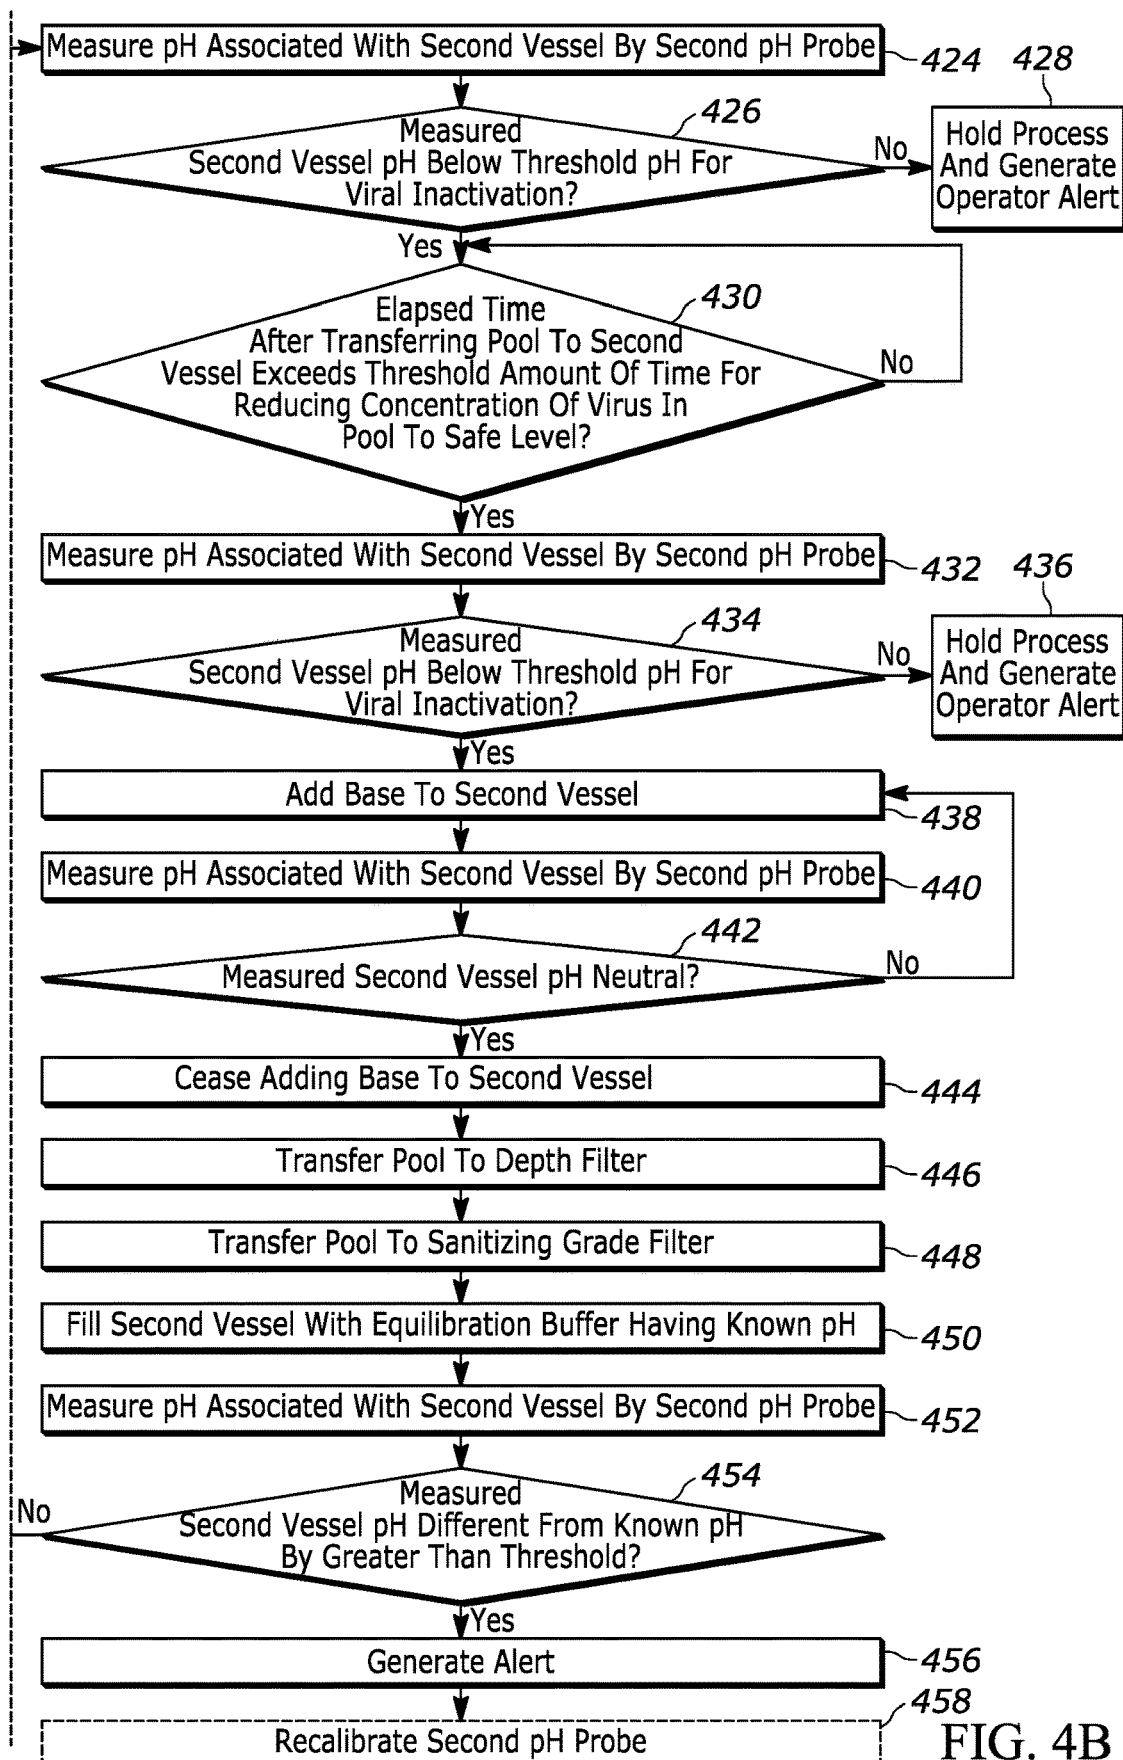 Measure pH Associated With Second Vessel By Second pH Probe
424
428
426
Measured
Second Vessel pH Below Threshold pH For
Viral Inactivation?
No
Hold Process
And Generate
Operator Alert
Yes
430
Elapsed Time
After Transferring Pool To Second
Vessel Exceeds Threshold Amount Of Time For
Reducing Concentration Of Virus In
Pool To Safe Level?
No
Yes
Measure pH Associated With Second Vessel By Second pH Probe
432
436
434
Measured
Second Vessel pH Below Threshold pH For
Viral Inactivation?
No
Hold Process
And Generate
Operator Alert
Yes
Add Base To Second Vessel
438
Measure pH Associated With Second Vessel By Second pH Probe
440
442
Measured Second Vessel pH Neutral?
No
Yes
Cease Adding Base To Second Vessel
444
Transfer Pool To Depth Filter
446
Transfer Pool To Sanitizing Grade Filter
448
Fill Second Vessel With Equilibration Buffer Having Known pH
450
Measure pH Associated With Second Vessel By Second pH Probe
452
454
No
Measured
Second Vessel pH Different From Known pH
By Greater Than Threshold?
Yes
Generate Alert
456
458
Recalibrate Second pH Probe
FIG. 4B